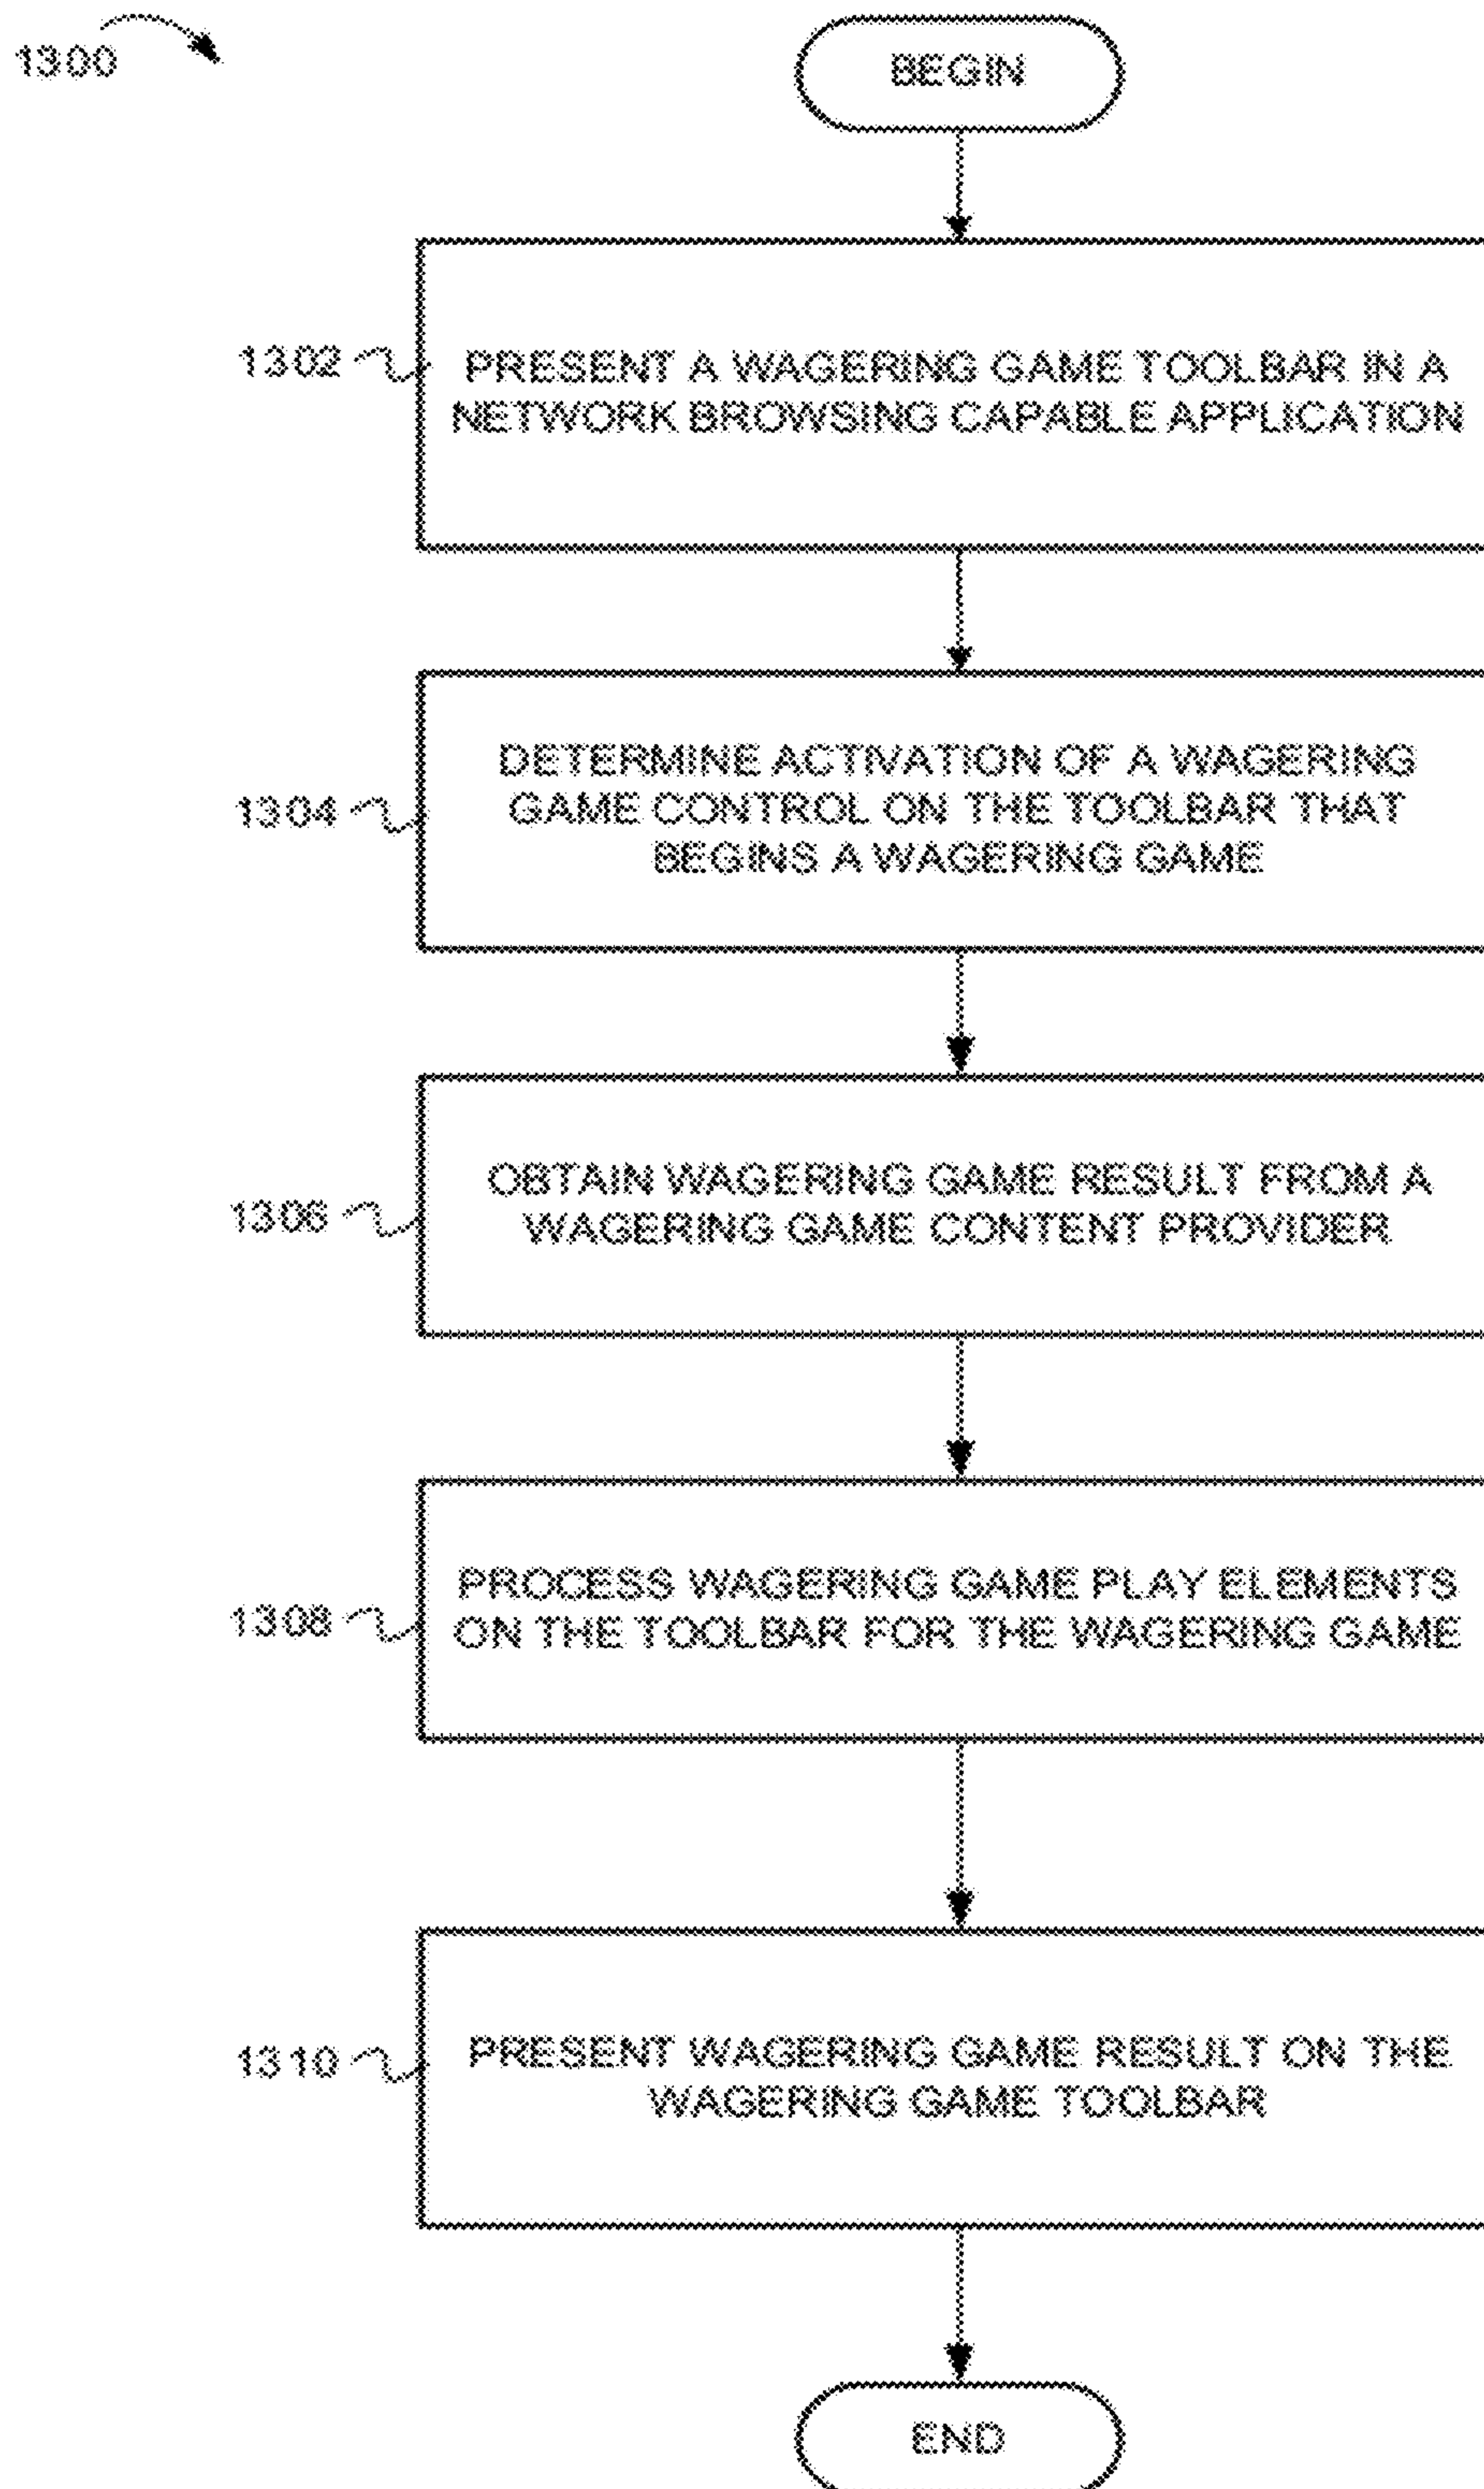 1300
BEGIN
1302
PRESENT A WAGERING GAME TOOLBAR IN A
NETWORK BROWSING CAPABLE APPLICATION
1304
DETERMINE ACTIVATION OF A WAGERING
GAME CONTROL ON THE TOOLBAR THAT
BEGINS A WAGERING GAME
1306
OBTAIN WAGERING GAME RESULT FROM A
WAGERING GAME CONTENT PROVIDER
1308
PROCESS WAGERING GAME PLAY ELEMENTS
ON THE TOOLBAR FOR THE WAGERING GAME
1310
PRESENT WAGERING GAME RESULT ON THE
WAGERING GAME TOOLBAR
END